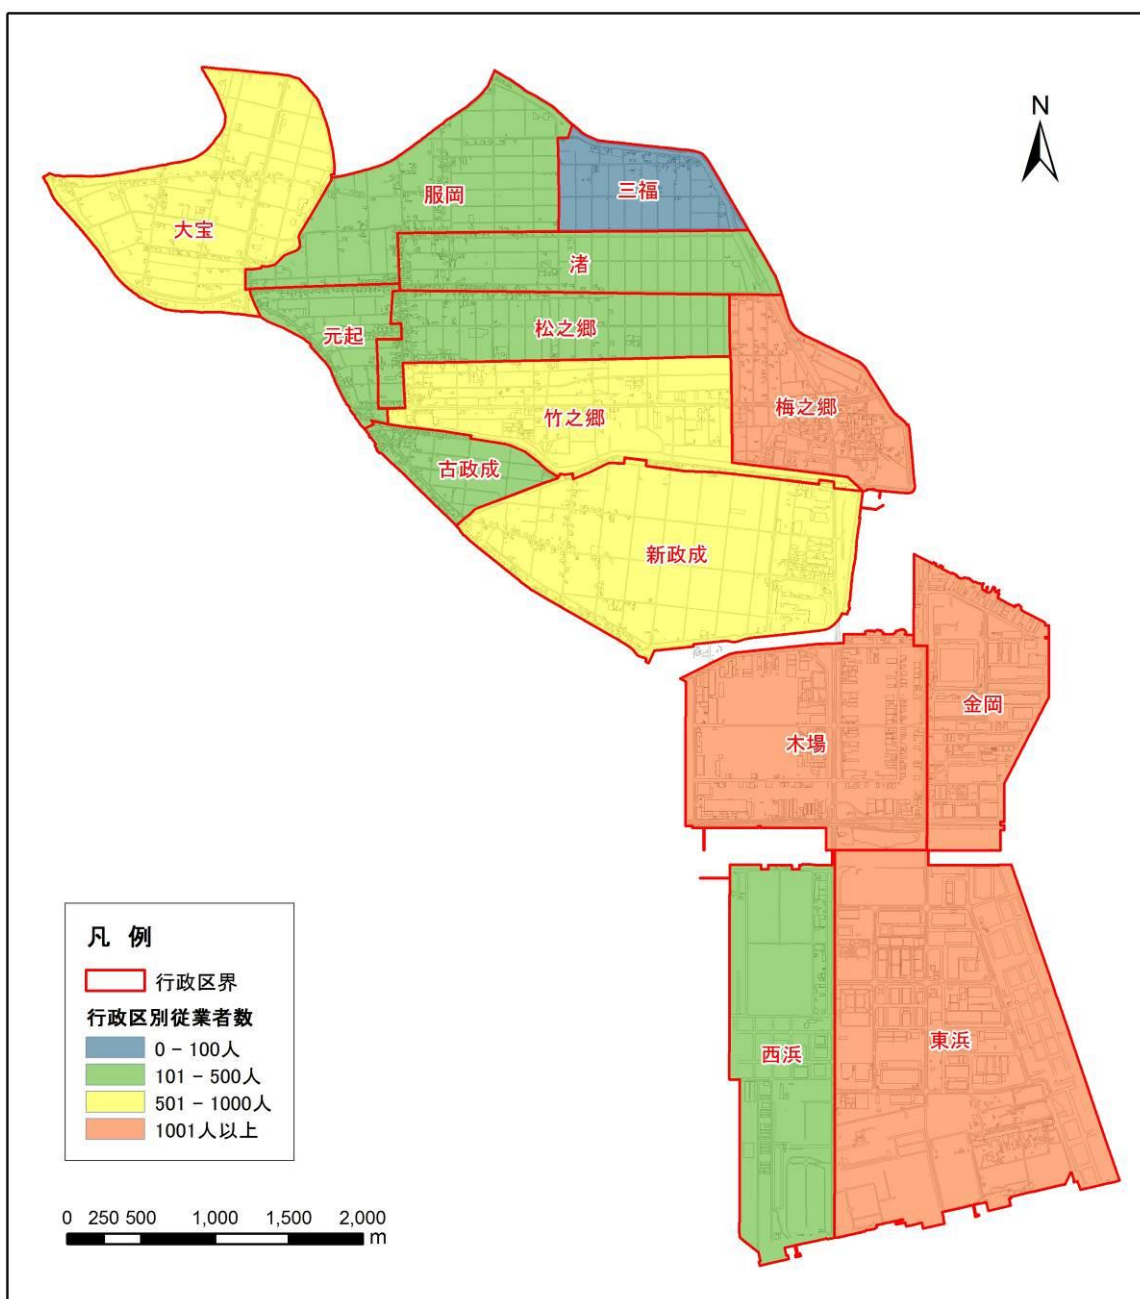 N
服岡
三福
大宝
渚
元起
松之郷
梅之郷
竹之郷
古政成
新政成
金岡
木場
西浜
東浜
凡 例
行政区界
行政区別従業者数
0 - 100人
101 - 500人
501 - 1000人
1001人以上
0 250 500 1,000 1,500 2,000
m